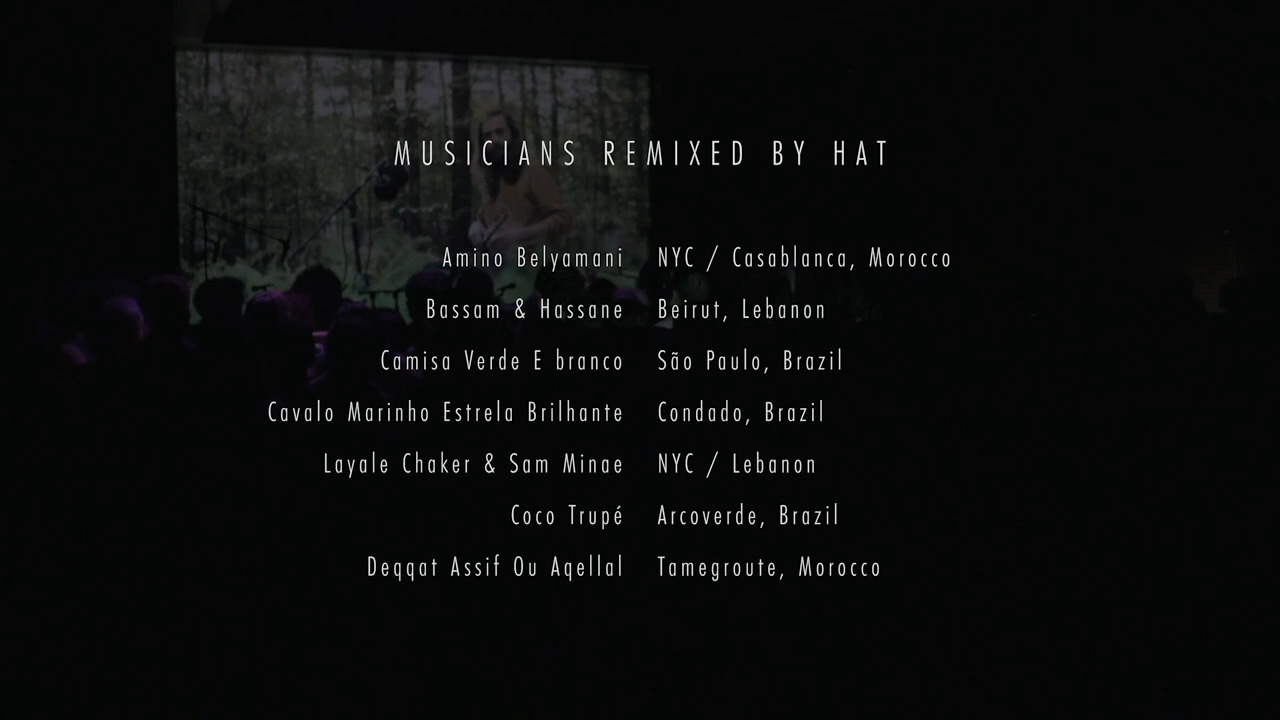 MUSICIANS REMIXED BY HAT
Amino Belyamani NYC / Casablanca, Morocco
Bassam & Hassane Beirut, Lebanon
Camisa Verde E branco São Paulo, Brazil
Cavalo Marinho Estrela Brilhante Condado, Brazil
Layale Chaker & Sam Minae NYC / Lebanon
Coco Trupé Arcoverde, Brazil
Deqqat Assif Ou Aqellal Tamegroute, Morocco